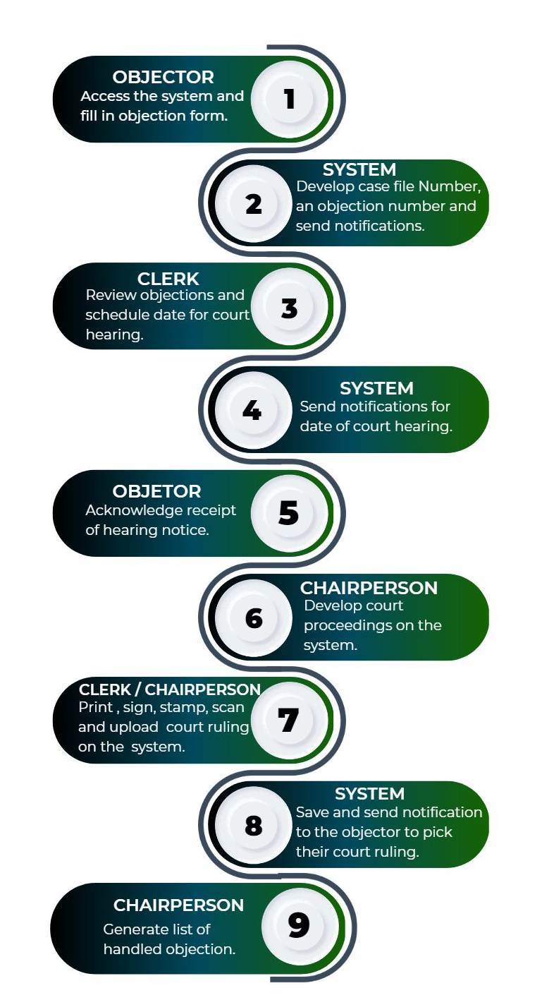 OBJECTOR
Access the system and
fill in objection form.
1
SYSTEM
Develop case file Number,
an objection number and
send notifications.
2
CLERK
Review objections and
schedule date for court
hearing.
3
SYSTEM
Send notifications for
date of court hearing.
4
OBJETOR
Acknowledge receipt
of hearing notice.
5
CHAIRPERSON
Develop court
proceedings on the
system.
6
CLERK / CHAIRPERSON
Print , sign, stamp, scan
and upload  court ruling
on the  system.
7
SYSTEM
Save and send notification
to the objector to pick
their court ruling.
8
CHAIRPERSON
Generate list of
handled objection.
9